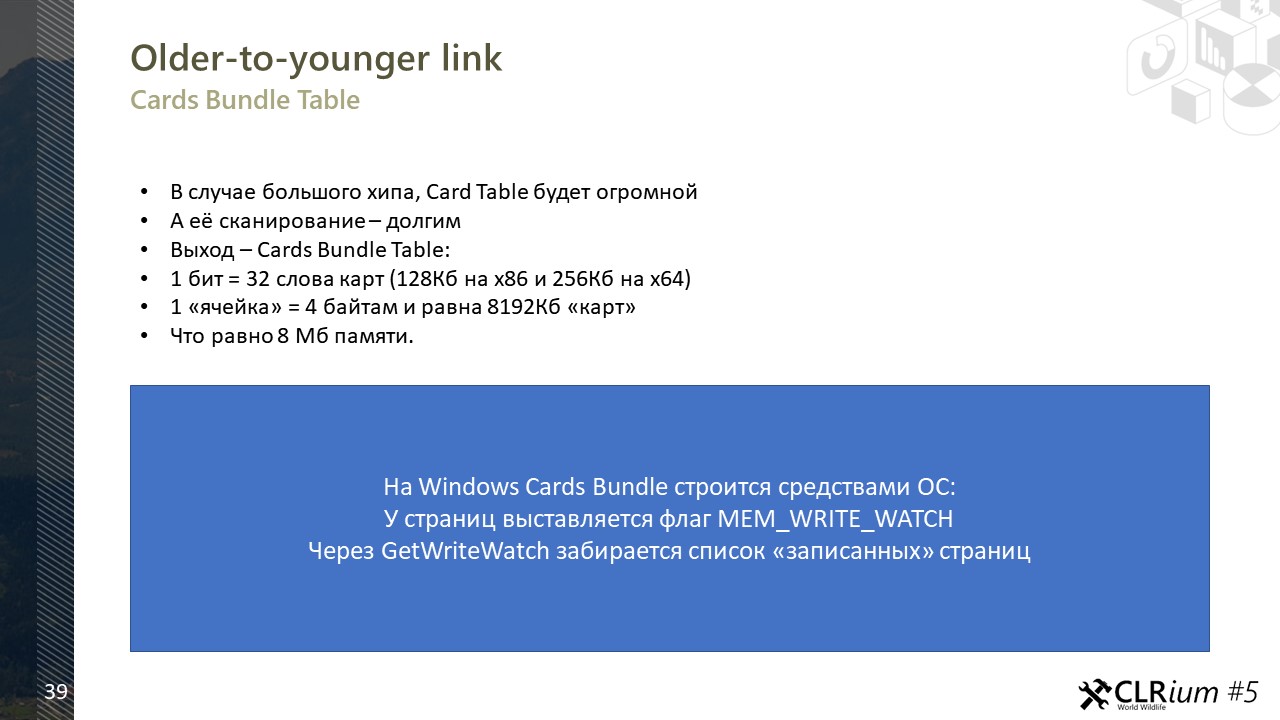 Older-to-younger link
Cards Bundle Table
• В случае большого хипа, Card Table будет огромной
• А её сканирование – долгим
• Выход – Cards Bundle Table:
• 1 бит = 32 слова карт (128Кб на x86 и 256Кб на x64)
• 1 «ячейка» = 4 байтам и равна 8192Кб «карт»
• Что равно 8 Мб памяти.
На Windows Cards Bundle строится средствами ОС:
У страниц выставляется флаг MEM_WRITE_WATCH
Через GetWriteWatch забирается список «записанных» страниц
39
CLRium #5
World Wildlife